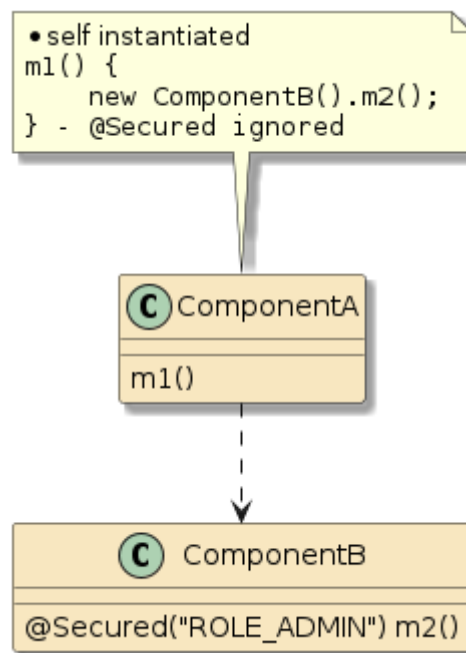 • self instantiated
m1() {
    new ComponentB().m2();
} - @Secured ignored
C ComponentA
m1()
C ComponentB
@Secured("ROLE_ADMIN") m2()